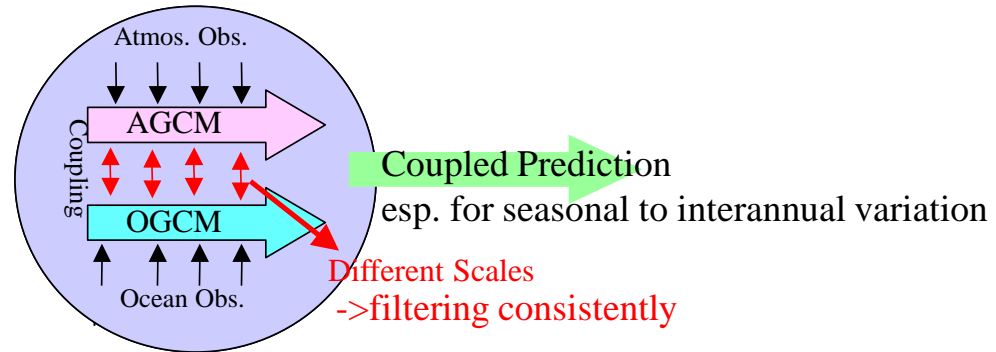 Atmos. Obs.
AGCM
Coupling
OGCM
Ocean Obs.
Coupled Prediction
esp. for seasonal to interannual variation
Different Scales
->filtering consistently